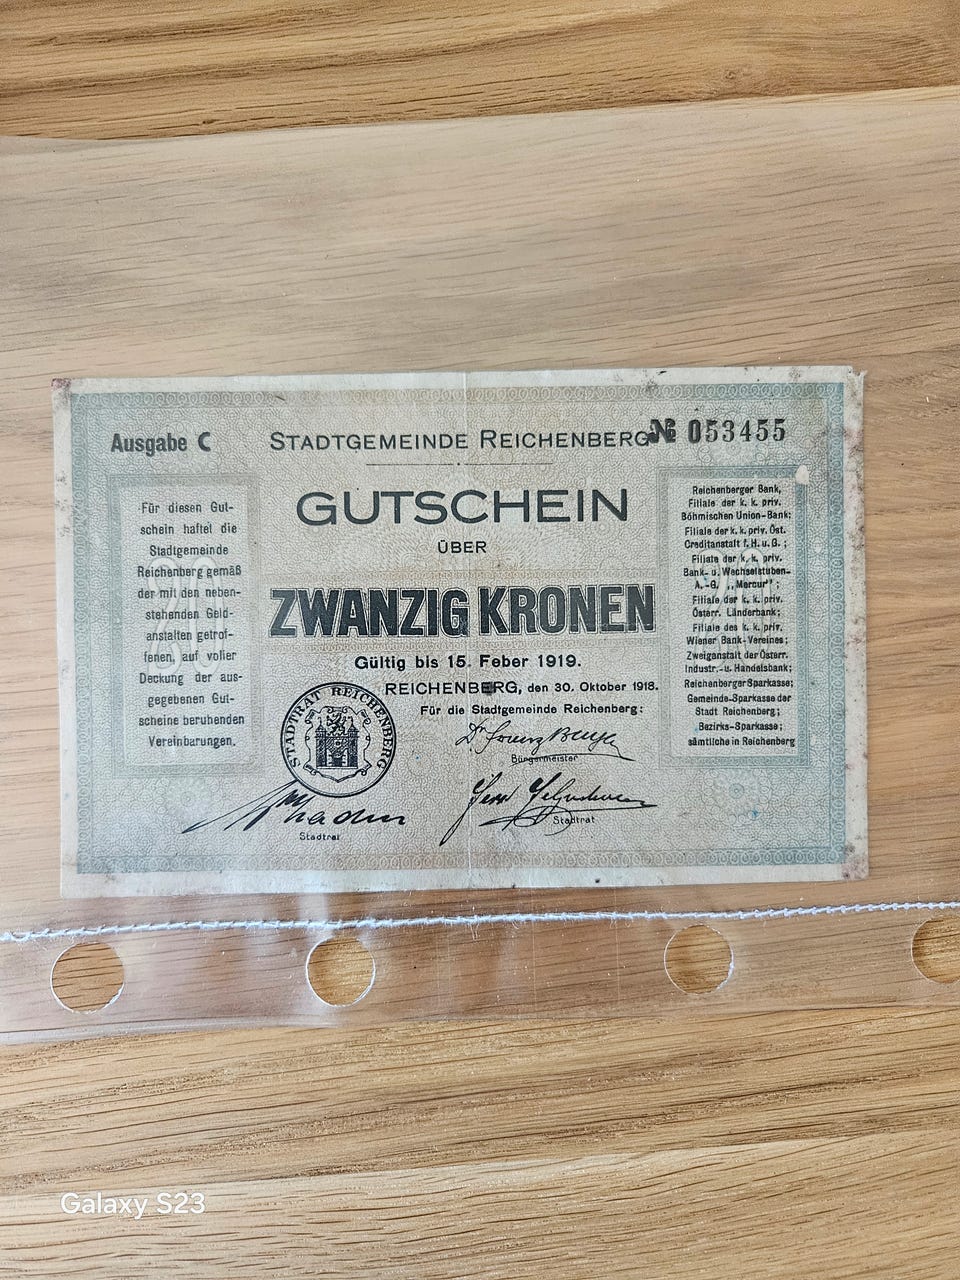 Ausgabe C
STADTGEMEINDE REICHENBERG
№ 053455
Für diesen Gut-
schein haftet die
Stadtgemeinde
Reichenberg gemäß
der mit den neben-
stehenden Geld-
anstalten getrof-
fenen, auf voller
Deckung der aus-
gegebenen Gut-
scheine beruhenden
Vereinbarungen.
GUTSCHEIN
ÜBER
ZWANZIG KRONEN
Gültig bis 15. Feber 1919.
REICHENBERG, den 30. Oktober 1918.
Für die Stadtgemeinde Reichenberg:
Bürgermeister
STADTRAT REICHENBERG
Stadtrat
Stadtrat
Reichenberger Bank,
Filiale der k. k. priv.
Böhmischen Union-Bank;
Filiale der k. k. priv. Öst.
Creditanstalt f. H. u. G.;
Filiale der k. k. priv.
Bank- u. Wechselstuben-
A.-G. „Mercur";
Filiale der k. k. priv.
Österr. Länderbank;
Filiale des k. k. priv.
Wiener Bank-Vereines;
Zweiganstalt der Österr.
Industr.- u. Handelsbank;
Reichenberger Sparkasse;
Gemeinde-Sparkasse der
Stadt Reichenberg;
Bezirks-Sparkasse;
sämtliche in Reichenberg
Galaxy S23